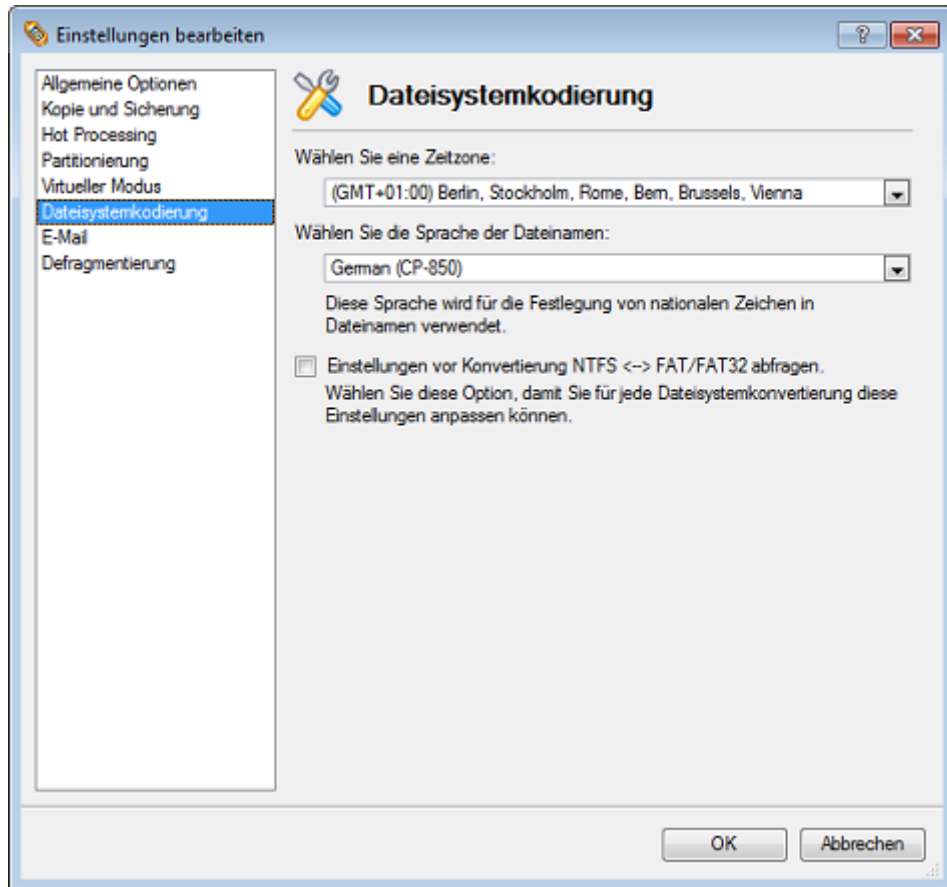 Einstellungen bearbeiten
Allgemeine Optionen
Kopie und Sicherung
Hot Processing
Partitionierung
Virtueller Modus
Dateisystemkodierung
E-Mail
Defragmentierung
Dateisystemkodierung
Wählen Sie eine Zeitzone:
(GMT+01:00) Berlin, Stockholm, Rome, Bern, Brussels, Vienna
Wählen Sie die Sprache der Dateinamen:
German (CP-850)
Diese Sprache wird für die Festlegung von nationalen Zeichen in
Dateinamen verwendet.
Einstellungen vor Konvertierung NTFS <--> FAT/FAT32 abfragen.
Wählen Sie diese Option, damit Sie für jede Dateisystemkonvertierung diese
Einstellungen anpassen können.
OK
Abbrechen